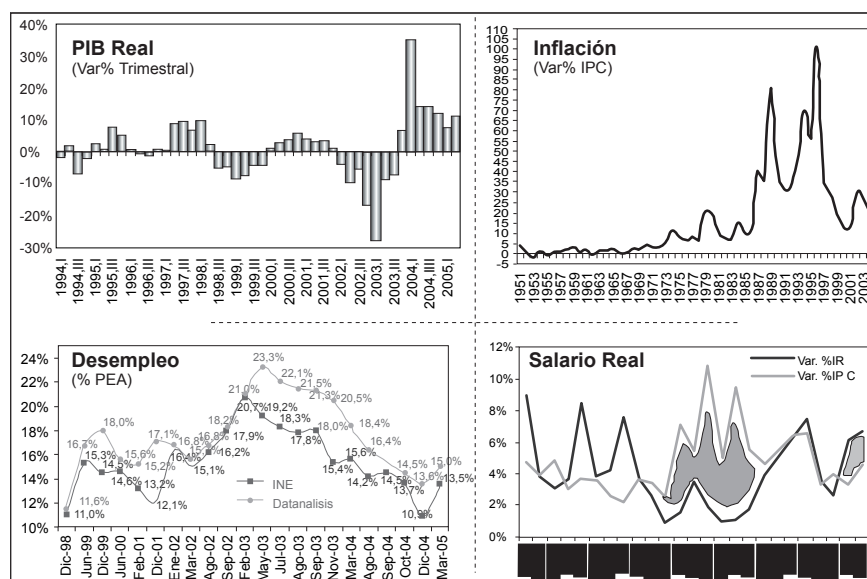 PIB Real
(Var% Trimestral)
40%
30%
20%
10%
0%
-10%
-20%
-30%
1994,I
1994,III
1995,I
1995,III
1996,I
1996,III
1997,I
1997,III
1998,I
1998,III
1999,I
1999,III
2000,I
2000,III
2001,I
2001,III
2002,I
2002,III
2003,I
2003,III
2004,I
2004,III
2005,I
Inflación
(Var% IPC)
110
105
100
95
90
85
80
75
70
65
60
55
50
45
40
35
30
25
20
15
10
5
0
-5
1951
1953
1955
1957
1959
1961
1963
1965
1967
1969
1971
1973
1975
1977
1979
1981
1983
1985
1987
1989
1991
1993
1995
1997
1999
2001
2003
Desempleo
(% PEA)
24%
22%
20%
18%
16%
14%
12%
10%
11,6%
16,7%
18,0%
15,6%
15,2%
17,1%
16,8%
16,8%
18,2%
21,0%
23,3%
22,1%
21,5%
21,3%
20,5%
18,4%
16,4%
14,5%
13,6%
15,0%
11,0%
15,3%
14,5%
14,6%
13,2%
12,1%
16,4%
15,1%
16,2%
17,9%
20,7%
19,2%
18,3%
17,8%
18,0%
15,4%
15,6%
14,2%
14,5%
13,7%
10,9%
13,5%
INE
Datanalisis
Dic-98
Jun-99
Dic-99
Jun-00
Feb-01
Dic-01
Ene-02
Mar-02
Ago-02
Sep-02
Feb-03
May-03
Jul-03
Ago-03
Sep-03
Nov-03
Mar-04
Ago-04
Sep-04
Oct-04
Dic-04
Mar-05
Salario Real
12%
10%
8%
6%
4%
2%
0%
Var. %IR
Var. %IP C